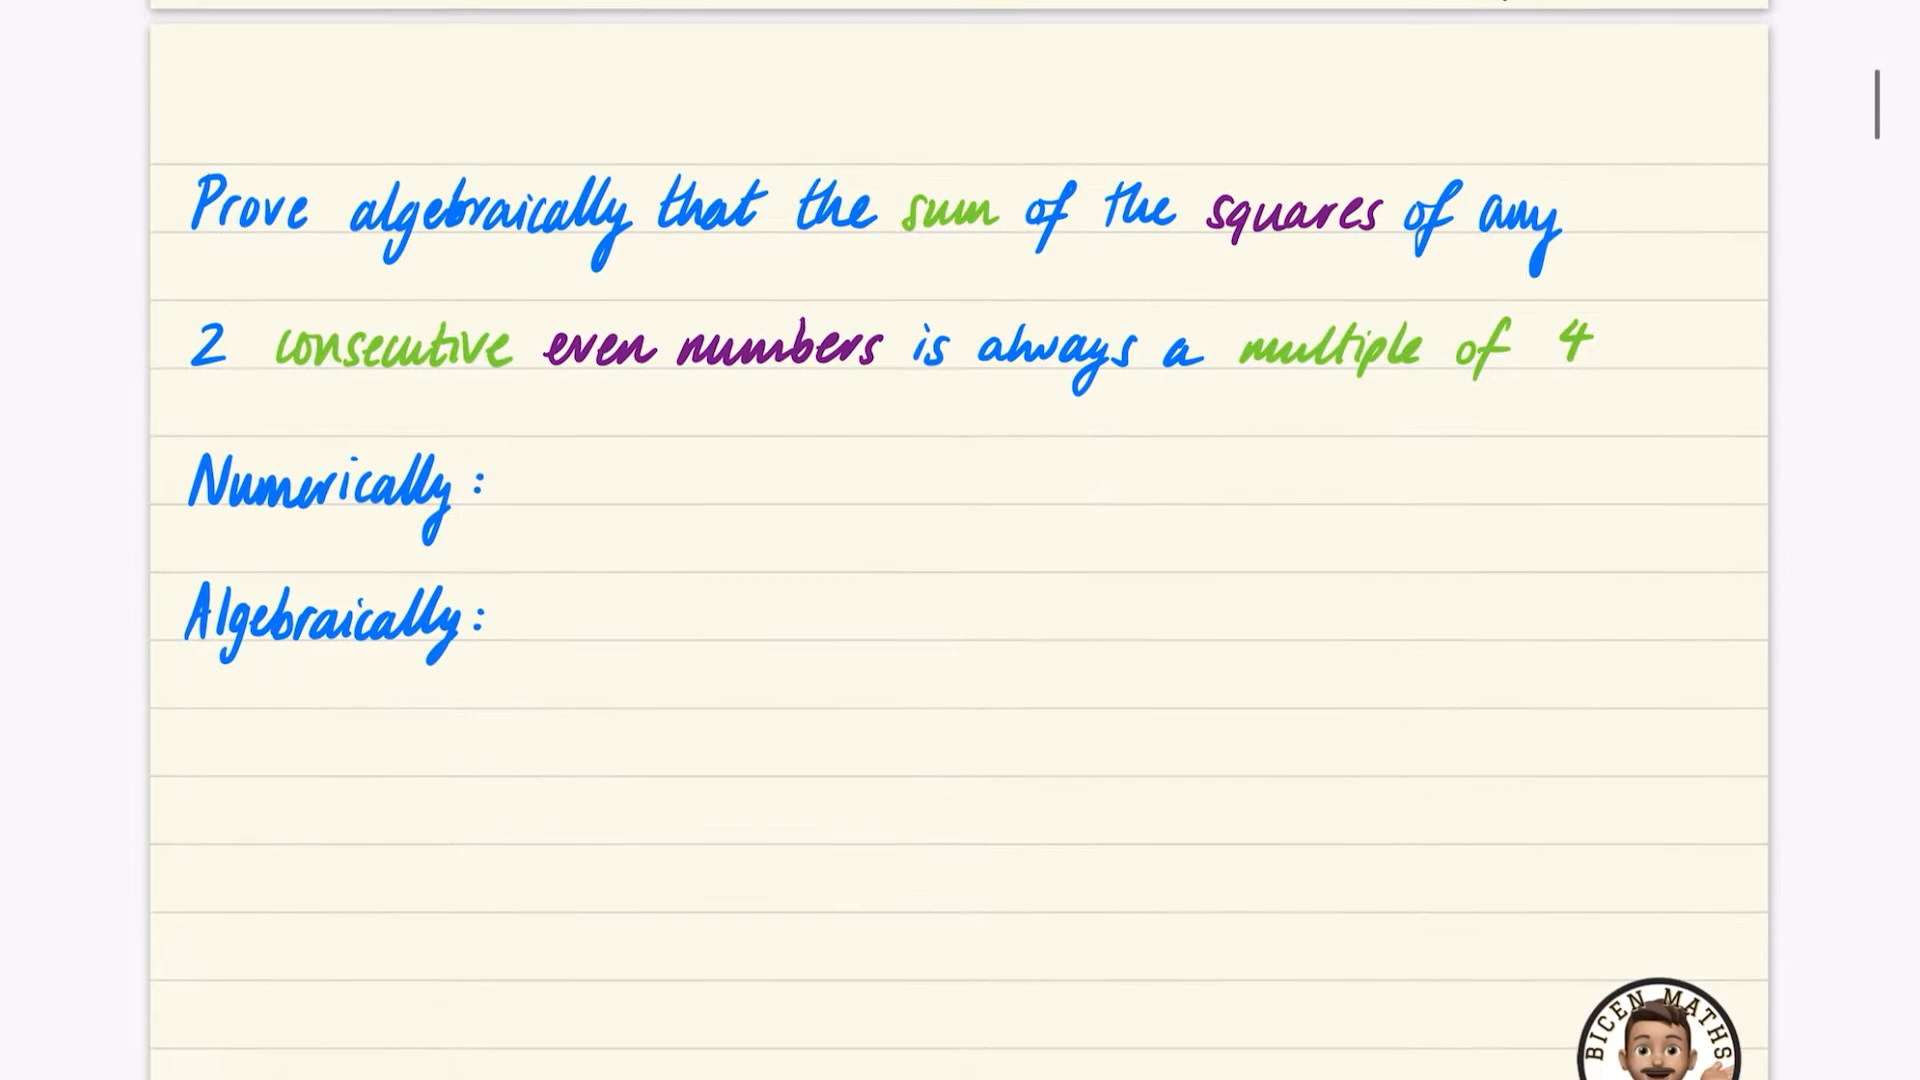 Prove algebraically that the sum of the squares of any
2 consecutive even numbers is always a multiple of 4
Numerically:
Algebraically:
BICEN MATHS